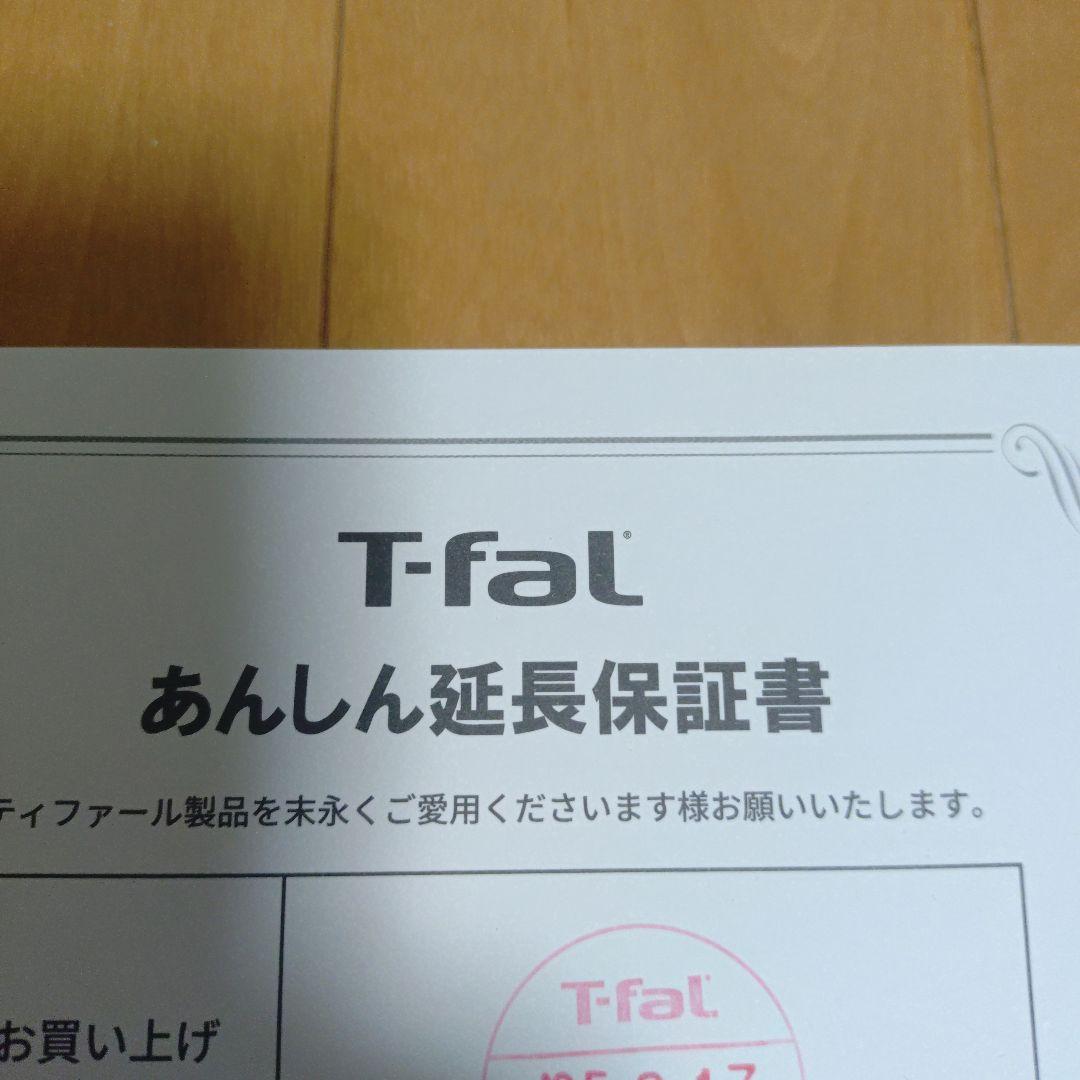 T-fal®
あんしん延長保証書
ティファール製品を末永くご愛用くださいます様お願いいたします。
お買い上げ
T-fal